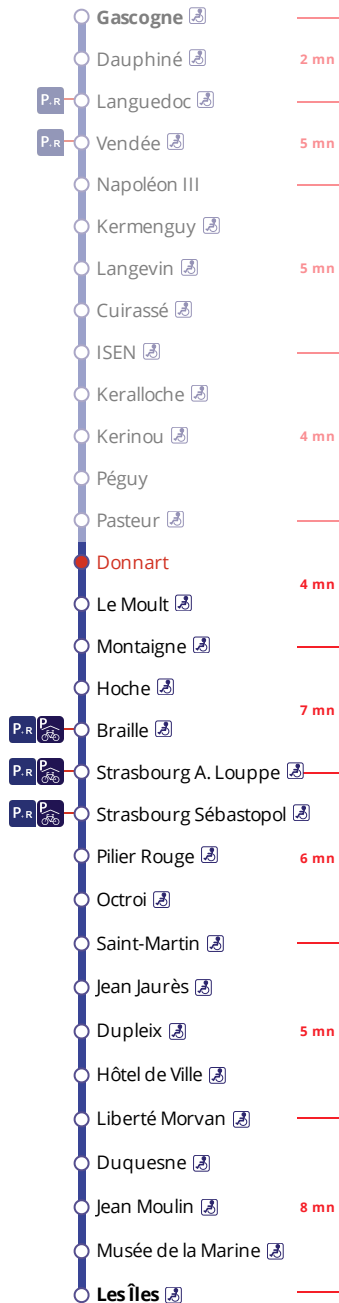 Gascogne
Dauphiné 2 mn
P+R Languedoc
P+R Vendée 5 mn
Napoléon III
Kermenguy
Langevin 5 mn
Cuirassé
ISEN
Keralloche
Kerinou 4 mn
Péguy
Pasteur
Donnart
4 mn
Le Moult
Montaigne
Hoche
7 mn
P+R P Braille
P+R P Strasbourg A. Louppe
P+R P Strasbourg Sébastopol
Pilier Rouge 6 mn
Octroi
Saint-Martin
Jean Jaurès
Dupleix 5 mn
Hôtel de Ville
Liberté Morvan
Duquesne
Jean Moulin 8 mn
Musée de la Marine
Les Îles